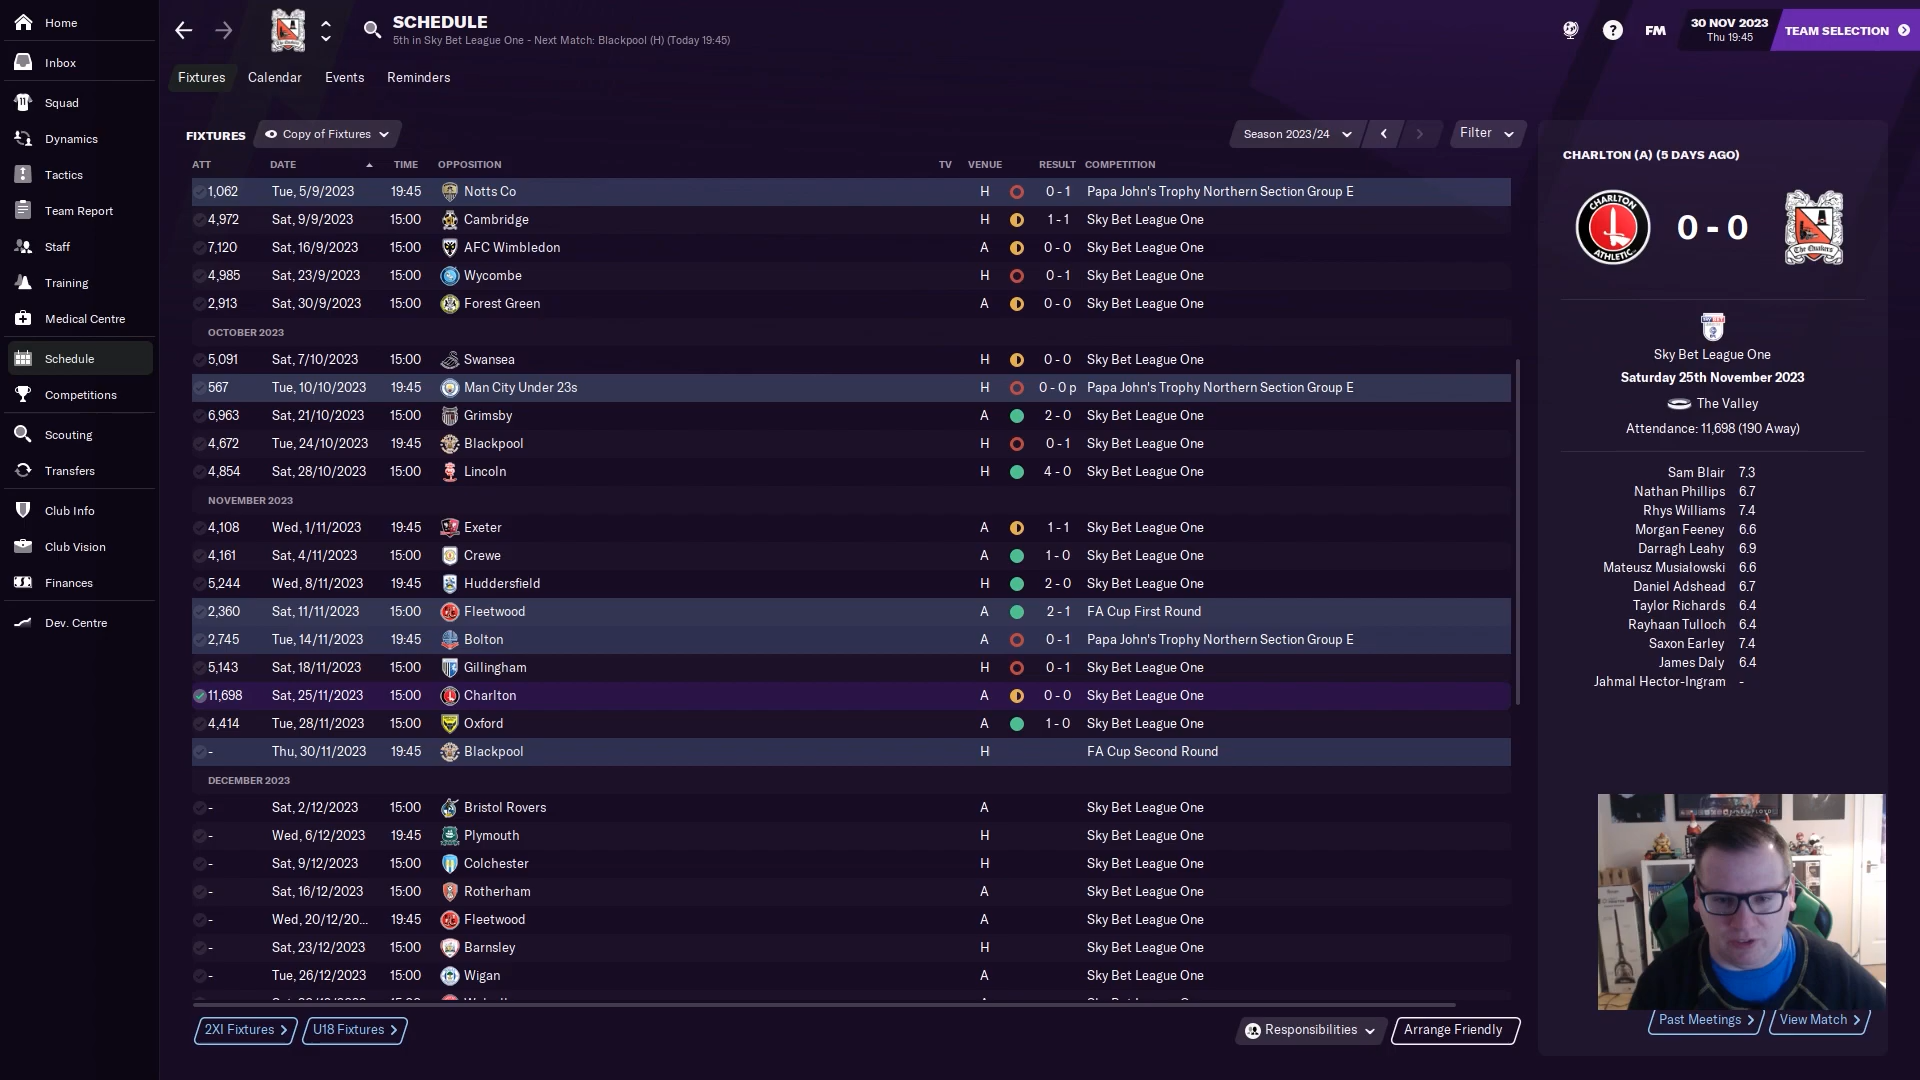 Home
Inbox
Squad
Dynamics
Tactics
Team Report
Staff
Training
Medical Centre
Schedule
Competitions
Scouting
Transfers
Club Info
Club Vision
Finances
Dev. Centre
SCHEDULE
5th in Sky Bet League One - Next Match: Blackpool (H) (Today 19:45)
FM
30 NOV 2023
Thu 19:45
TEAM SELECTION
Fixtures Calendar Events Reminders
FIXTURES Copy of Fixtures Season 2023/24 Filter
ATT DATE TIME OPPOSITION TV VENUE RESULT COMPETITION
1,062 Tue, 5/9/2023 19:45 Notts Co H 0 - 1 Papa John's Trophy Northern Section Group E
4,972 Sat, 9/9/2023 15:00 Cambridge H 1 - 1 Sky Bet League One
7,120 Sat, 16/9/2023 15:00 AFC Wimbledon A 0 - 0 Sky Bet League One
4,985 Sat, 23/9/2023 15:00 Wycombe H 0 - 1 Sky Bet League One
2,913 Sat, 30/9/2023 15:00 Forest Green A 0 - 0 Sky Bet League One
OCTOBER 2023
5,091 Sat, 7/10/2023 15:00 Swansea H 0 - 0 Sky Bet League One
567 Tue, 10/10/2023 19:45 Man City Under 23s H 0 - 0 p Papa John's Trophy Northern Section Group E
6,963 Sat, 21/10/2023 15:00 Grimsby A 2 - 0 Sky Bet League One
4,672 Tue, 24/10/2023 19:45 Blackpool H 0 - 1 Sky Bet League One
4,854 Sat, 28/10/2023 15:00 Lincoln H 4 - 0 Sky Bet League One
NOVEMBER 2023
4,108 Wed, 1/11/2023 19:45 Exeter A 1 - 1 Sky Bet League One
4,161 Sat, 4/11/2023 15:00 Crewe A 1 - 0 Sky Bet League One
5,244 Wed, 8/11/2023 19:45 Huddersfield H 2 - 0 Sky Bet League One
2,360 Sat, 11/11/2023 15:00 Fleetwood A 2 - 1 FA Cup First Round
2,745 Tue, 14/11/2023 19:45 Bolton A 0 - 1 Papa John's Trophy Northern Section Group E
5,143 Sat, 18/11/2023 15:00 Gillingham H 0 - 1 Sky Bet League One
11,698 Sat, 25/11/2023 15:00 Charlton A 0 - 0 Sky Bet League One
4,414 Tue, 28/11/2023 15:00 Oxford A 1 - 0 Sky Bet League One
- Thu, 30/11/2023 19:45 Blackpool H FA Cup Second Round
DECEMBER 2023
- Sat, 2/12/2023 15:00 Bristol Rovers A Sky Bet League One
- Wed, 6/12/2023 19:45 Plymouth H Sky Bet League One
- Sat, 9/12/2023 15:00 Colchester H Sky Bet League One
- Sat, 16/12/2023 15:00 Rotherham A Sky Bet League One
- Wed, 20/12/20... 19:45 Fleetwood A Sky Bet League One
- Sat, 23/12/2023 15:00 Barnsley H Sky Bet League One
- Tue, 26/12/2023 15:00 Wigan A Sky Bet League One
2XI Fixtures U18 Fixtures Responsibilities Arrange Friendly
CHARLTON (A) (5 DAYS AGO)
CHARLTON ATHLETIC
0 - 0
The Quakers
Sky Bet League One
Saturday 25th November 2023
The Valley
Attendance: 11,698 (190 Away)
Sam Blair 7.3
Nathan Phillips 6.7
Rhys Williams 7.4
Morgan Feeney 6.6
Darragh Leahy 6.9
Mateusz Musiałowski 6.6
Daniel Adshead 6.7
Taylor Richards 6.4
Rayhaan Tulloch 6.4
Saxon Earley 7.4
James Daly 6.4
Jahmal Hector-Ingram -
Past Meetings View Match